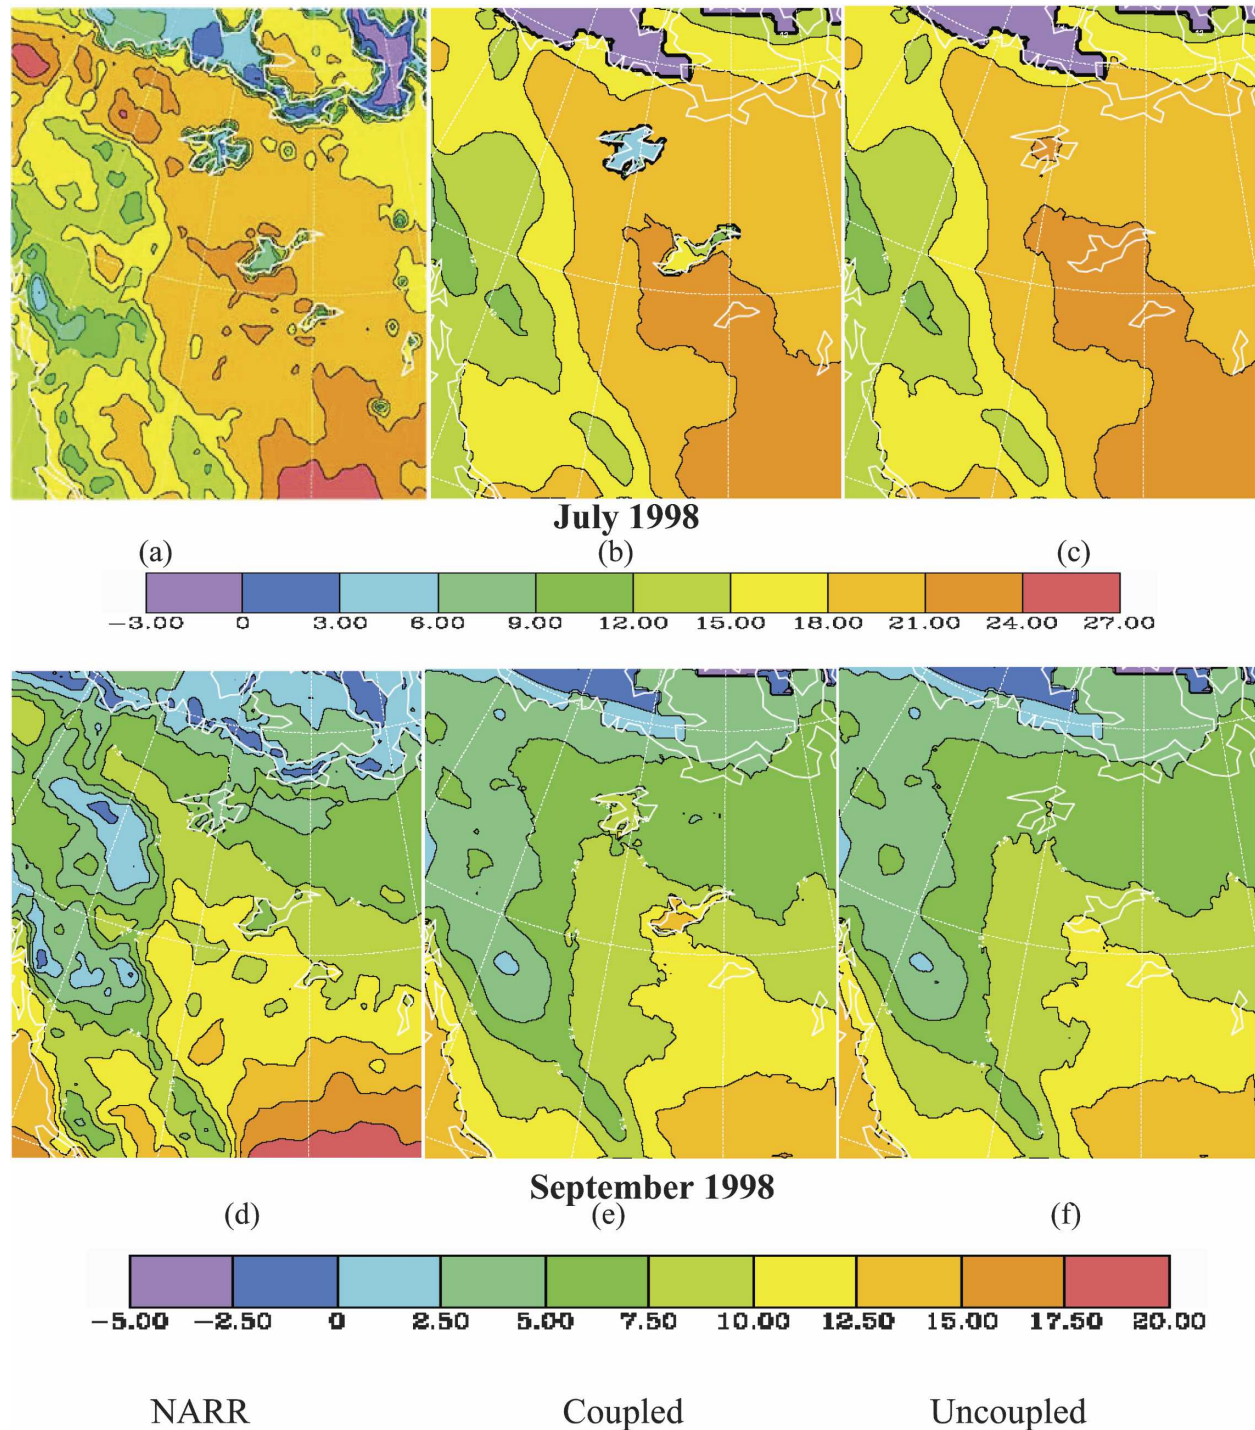 July 1998
(a) (b) (c)
−3.00 0 3.00 6.00 9.00 12.00 15.00 18.00 21.00 24.00 27.00
September 1998
(d) (e) (f)
−5.00 −2.50 0 2.50 5.00 7.50 10.00 12.50 15.00 17.50 20.00
NARR Coupled Uncoupled